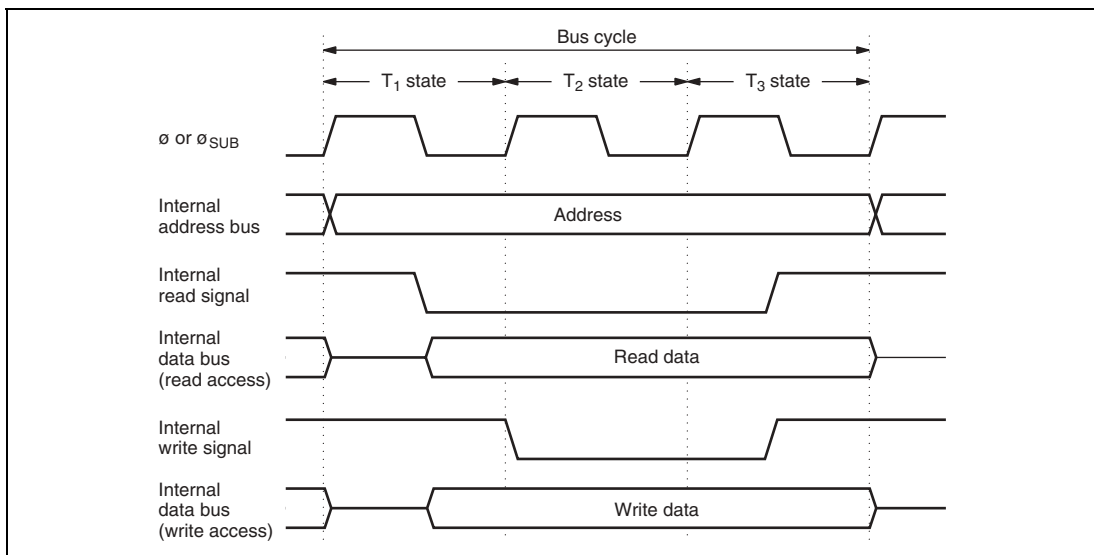 Bus cycle
T₁ state
T₂ state
T₃ state
ø or ø SUB
Internal
address bus
Address
Internal
read signal
Internal
data bus
(read access)
Read data
Internal
write signal
Internal
data bus
(write access)
Write data